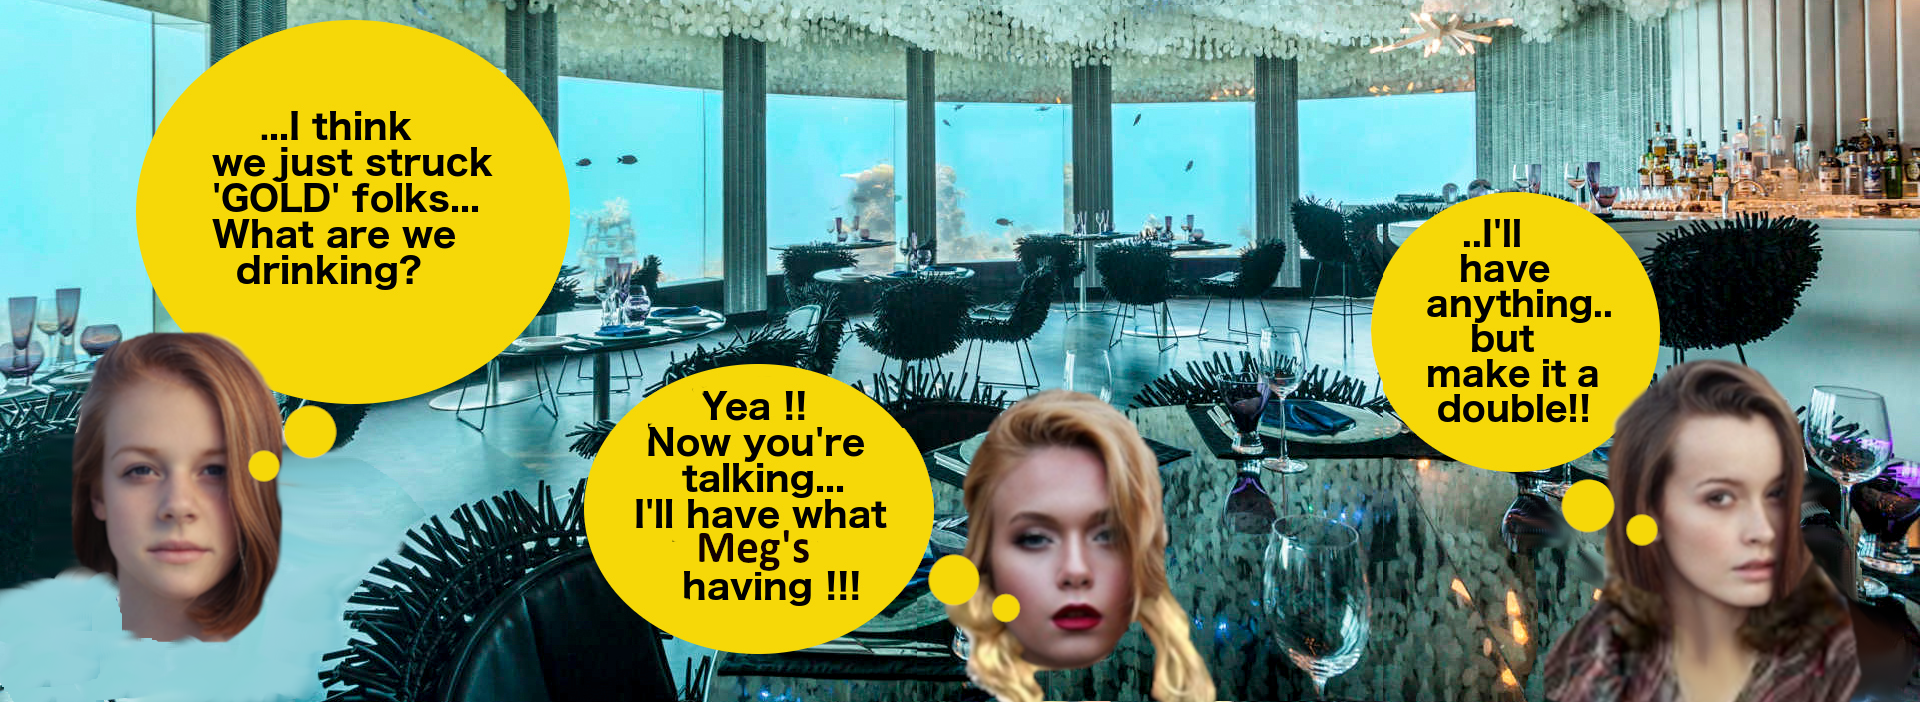 ...I think
we just struck
'GOLD' folks...
What are we
drinking?
Yea !!
Now you're
talking...
I'll have what
Meg's
having !!!
..I'll
have
anything..
but
make it a
double!!